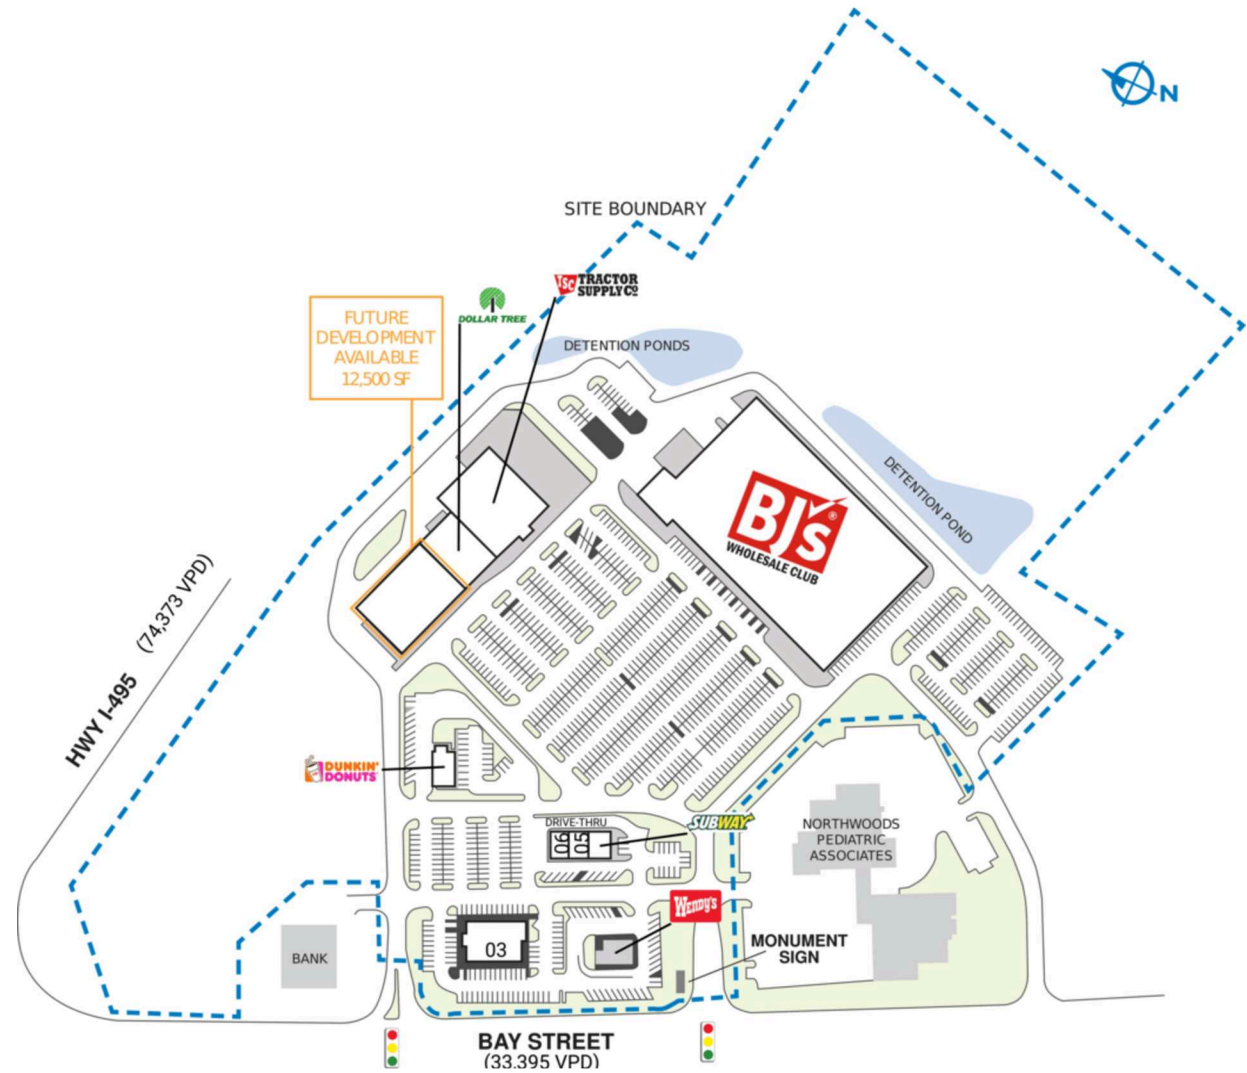 N
SITE BOUNDARY
TSC TRACTOR
SUPPLY CO
DOLLAR TREE
FUTURE
DEVELOPMENT
AVAILABLE
12,500 SF
DETENTION PONDS
DETENTION POND
BJ's ®
WHOLESALE CLUB
HWY I-495 (74,373 VPD)
DUNKIN'
DONUTS
DRIVE-THRU
SUBWAY
06
05
NORTHWOODS
PEDIATRIC
ASSOCIATES
WENDY'S
MONUMENT
SIGN
03
BANK
BAY STREET
(33,395 VPD)